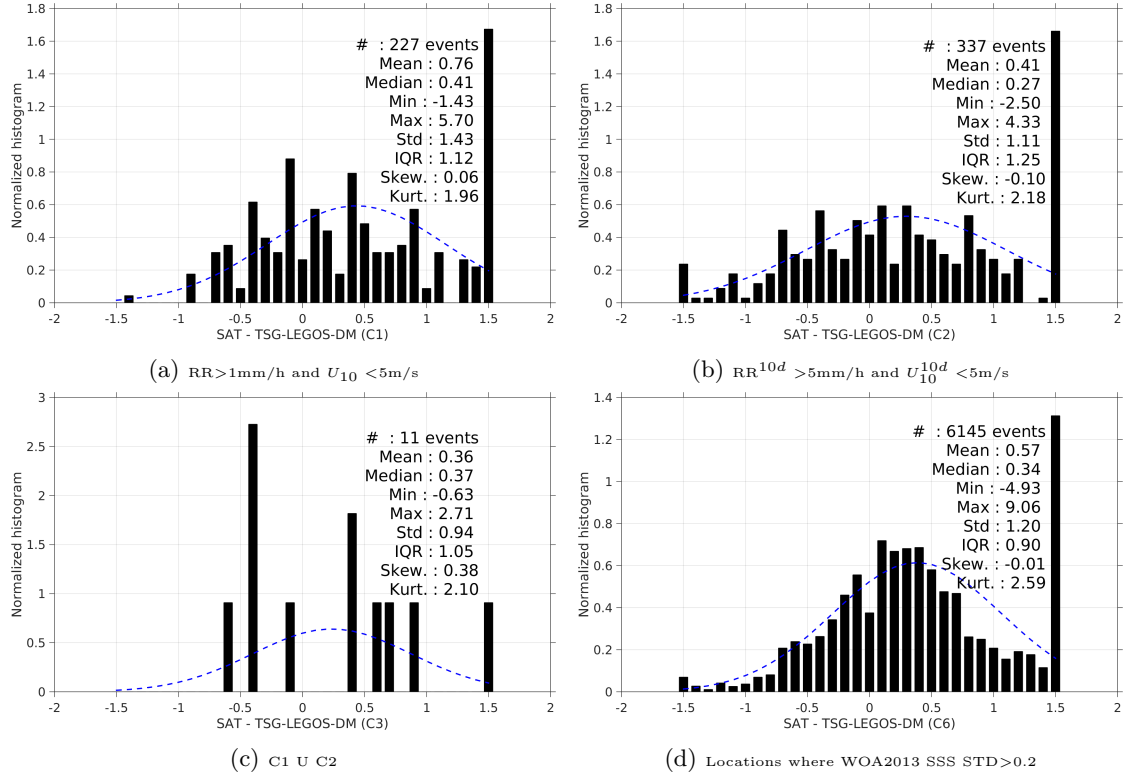 1.8
1.6
1.4
1.2
1
0.8
0.6
0.4
0.2
0
Normalized histogram
# : 227 events
Mean : 0.76
Median : 0.41
Min : -1.43
Max : 5.70
Std : 1.43
IQR : 1.12
Skew. : 0.06
Kurt. : 1.96
-2 -1.5 -1 -0.5 0 0.5 1 1.5 2
SAT - TSG-LEGOS-DM (C1)
(a) RR>1mm/h and U10 <5m/s
1.8
1.6
1.4
1.2
1
0.8
0.6
0.4
0.2
0
Normalized histogram
# : 337 events
Mean : 0.41
Median : 0.27
Min : -2.50
Max : 4.33
Std : 1.11
IQR : 1.25
Skew. : -0.10
Kurt. : 2.18
-2 -1.5 -1 -0.5 0 0.5 1 1.5 2
SAT - TSG-LEGOS-DM (C2)
(b) RR10d >5mm/h and U10d10 <5m/s
3
2.5
2
1.5
1
0.5
0
Normalized histogram
# : 11 events
Mean : 0.36
Median : 0.37
Min : -0.63
Max : 2.71
Std : 0.94
IQR : 1.05
Skew. : 0.38
Kurt. : 2.10
-2 -1.5 -1 -0.5 0 0.5 1 1.5 2
SAT - TSG-LEGOS-DM (C3)
(c) C1 U C2
1.4
1.2
1
0.8
0.6
0.4
0.2
0
Normalized histogram
# : 6145 events
Mean : 0.57
Median : 0.34
Min : -4.93
Max : 9.06
Std : 1.20
IQR : 0.90
Skew. : -0.01
Kurt. : 2.59
-2 -1.5 -1 -0.5 0 0.5 1 1.5 2
SAT - TSG-LEGOS-DM (C6)
(d) Locations where WOA2013 SSS STD>0.2